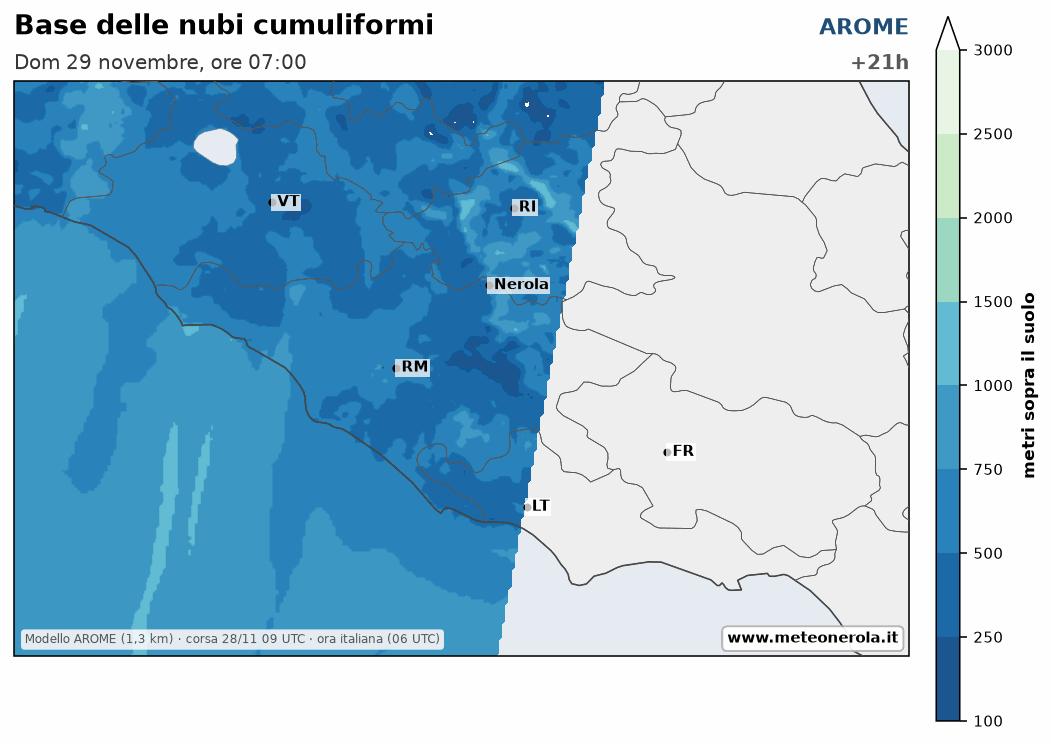 Base delle nubi cumuliformi
AROME
Dom 29 novembre, ore 07:00
+21h
VT
RI
Nerola
RM
FR
LT
Modello AROME (1,3 km) · corsa 28/11 09 UTC · ora italiana (06 UTC)
www.meteonerola.it
3000
2500
2000
1500
1000
750
500
250
100
metri sopra il suolo